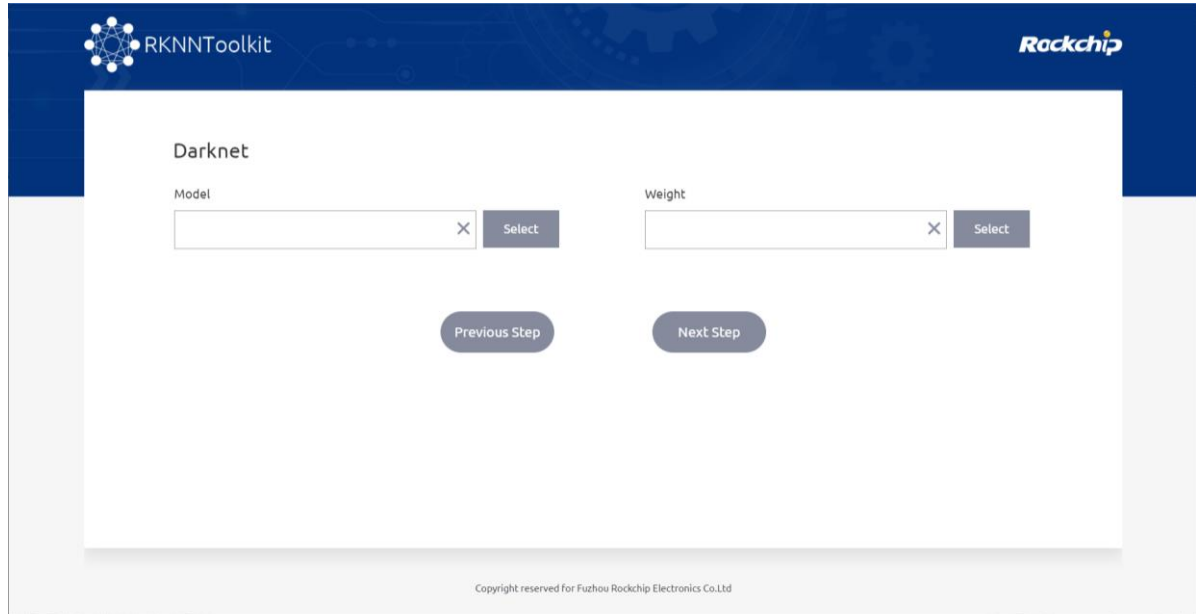 RKNNToolkit
Rockchip
Darknet
Model
Weight
Select
Select
Previous Step
Next Step
Copyright reserved for Fuzhou Rockchip Electronics Co.Ltd